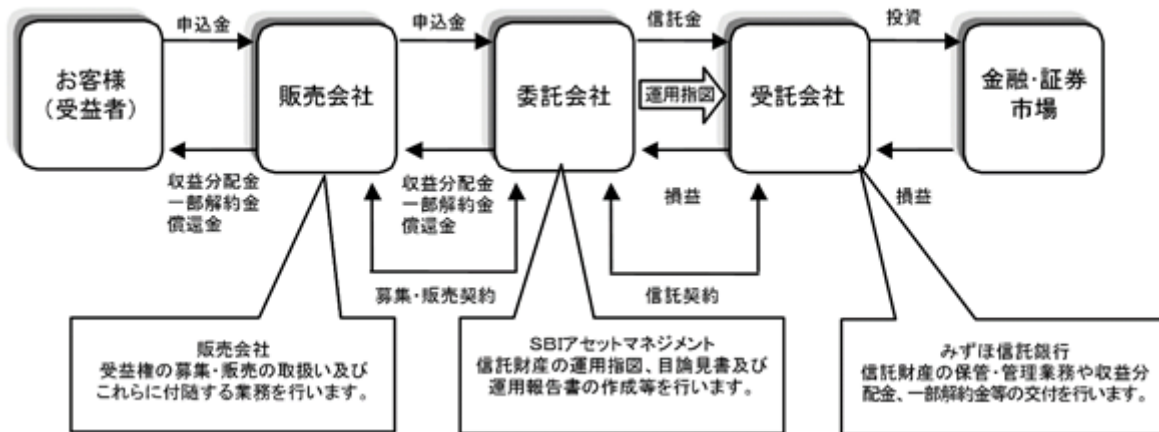 申込金
申込金
信託金
投資
お客様
（受益者）
販売会社
委託会社
運用指図
受託会社
金融・証券
市場
収益分配金
一部解約金
償還金
収益分配金
一部解約金
償還金
損益
損益
募集・販売契約
信託契約
販売会社
受益権の募集・販売の取扱い及び
これらに付随する業務を行います。
SBIアセットマネジメント
信託財産の運用指図、目論見書及び
運用報告書の作成等を行います。
みずほ信託銀行
信託財産の保管・管理業務や収益分
配金、一部解約金等の交付を行います。